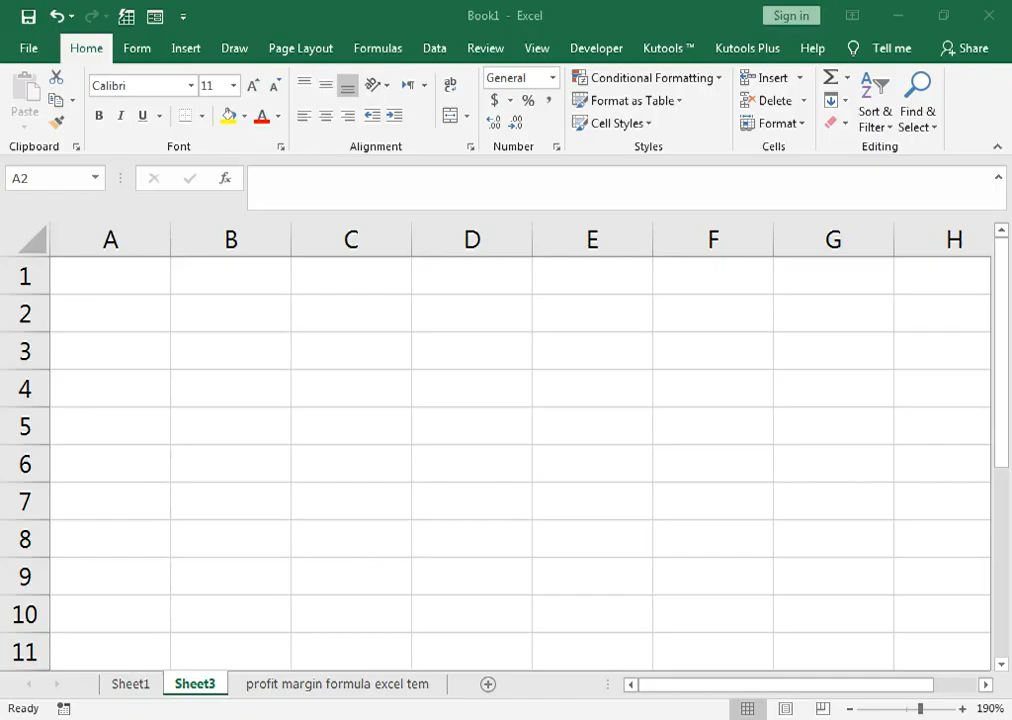 Book1 - Excel
Sign in
File Home Form Insert Draw Page Layout Formulas Data Review View Developer Kutools ™ Kutools Plus Help Tell me Share
Paste
Calibri 11
B I U A
ab
General
$ % ,
Conditional Formatting
Format as Table
Cell Styles
Insert
Delete
Format
Σ
Sort & Filter
Find & Select
Clipboard Font Alignment Number Styles Cells Editing
A2 fx
A B C D E F G H
1
2
3
4
5
6
7
8
9
10
11
Sheet1 Sheet3 profit margin formula excel tem
Ready 190%